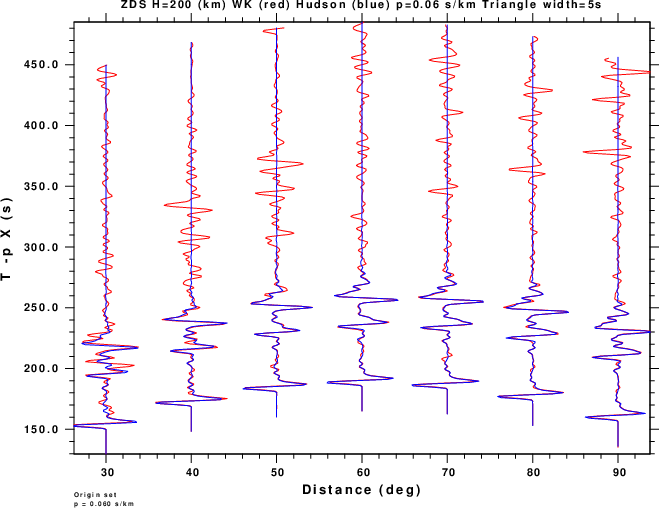 ZDS H=200 (km) WK (red) Hudson (blue) p=0.06 s/km Triangle width=5s
450.0
400.0
350.0
300.0
250.0
200.0
150.0
T -p X (s)
30 40 50 60 70 80 90
Distance (deg)
Origin set
p = 0.060 s/km